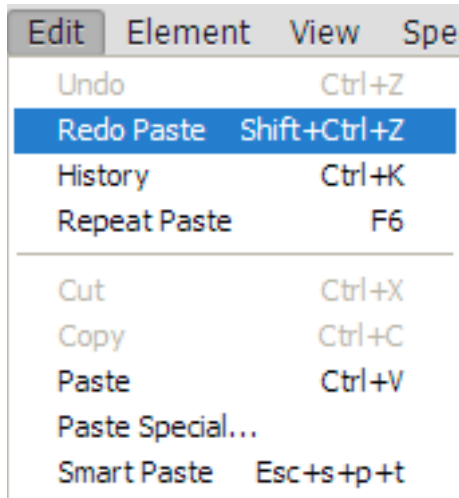 Edit Element View Spe
Undo Ctrl+Z
Redo Paste Shift+Ctrl+Z
History Ctrl+K
Repeat Paste F6
Cut Ctrl+X
Copy Ctrl+C
Paste Ctrl+V
Paste Special...
Smart Paste Esc+s+p+t